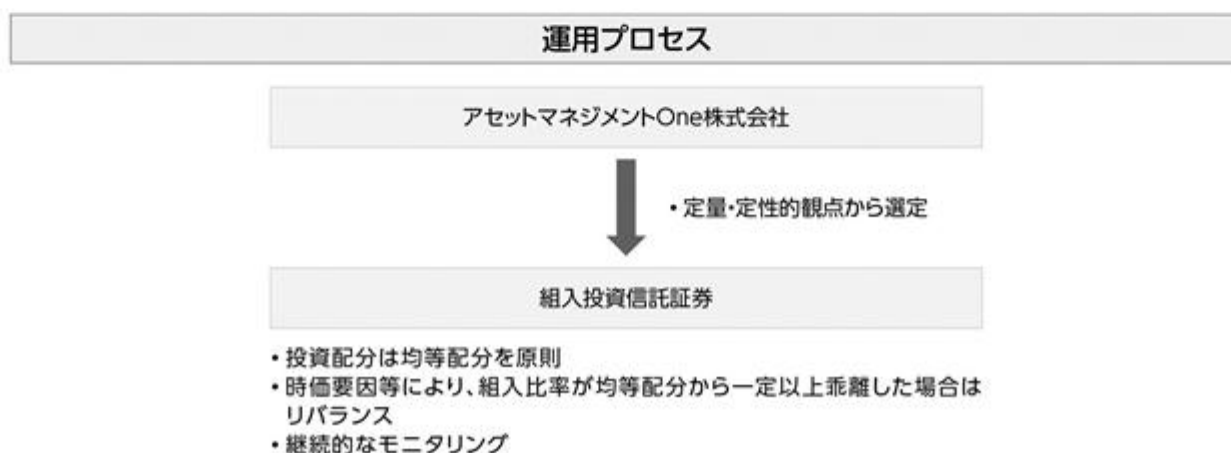 運用プロセス
アセットマネジメントOne株式会社
・定量・定性的観点から選定
組入投資信託証券
・投資配分は均等配分を原則
・時価要因等により、組入比率が均等配分から一定以上乖離した場合は
リバランス
・継続的なモニタリング